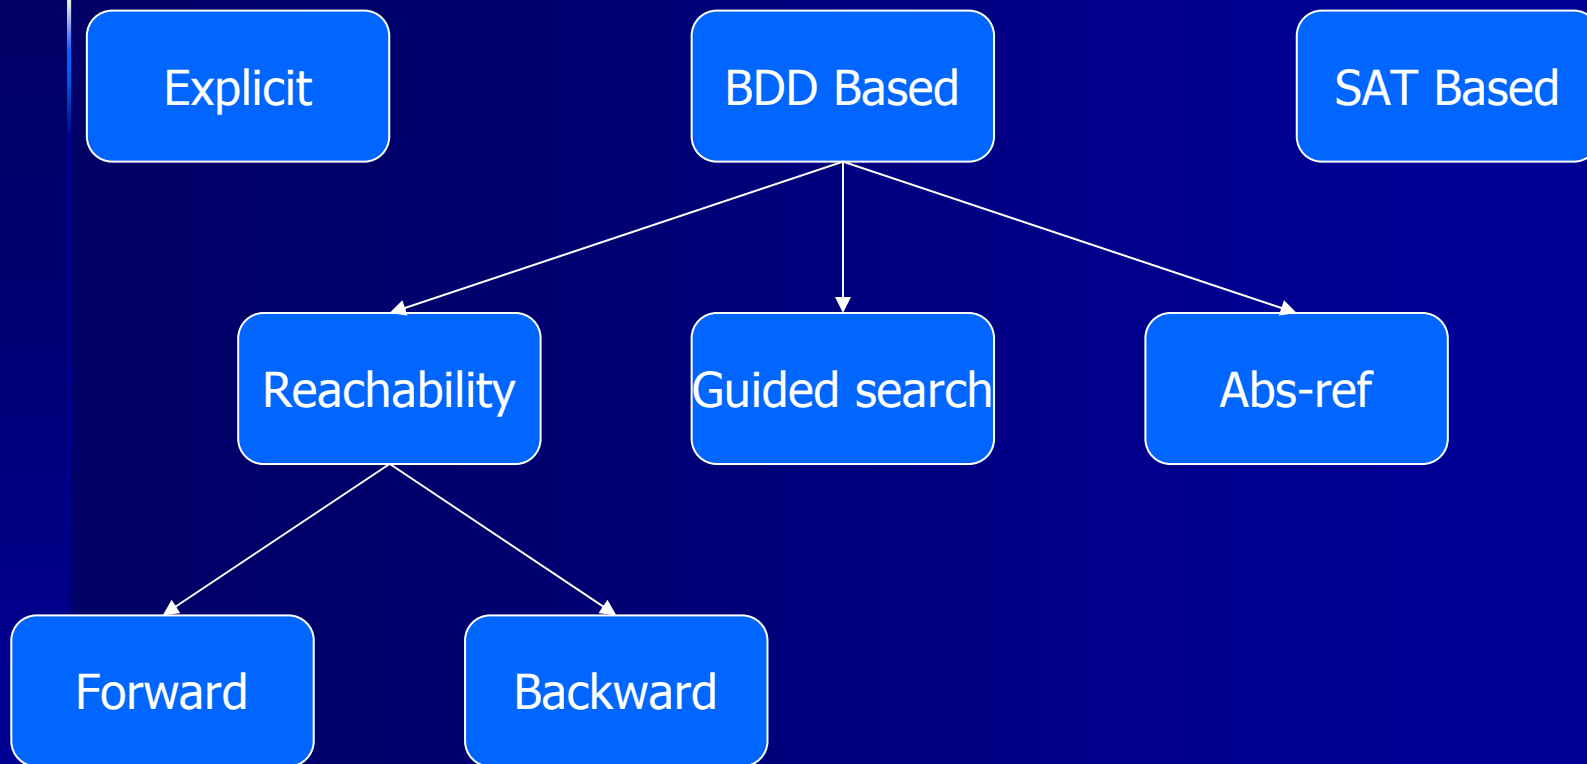 Explicit
BDD Based
SAT Based
Reachability
Guided search
Abs-ref
Forward
Backward